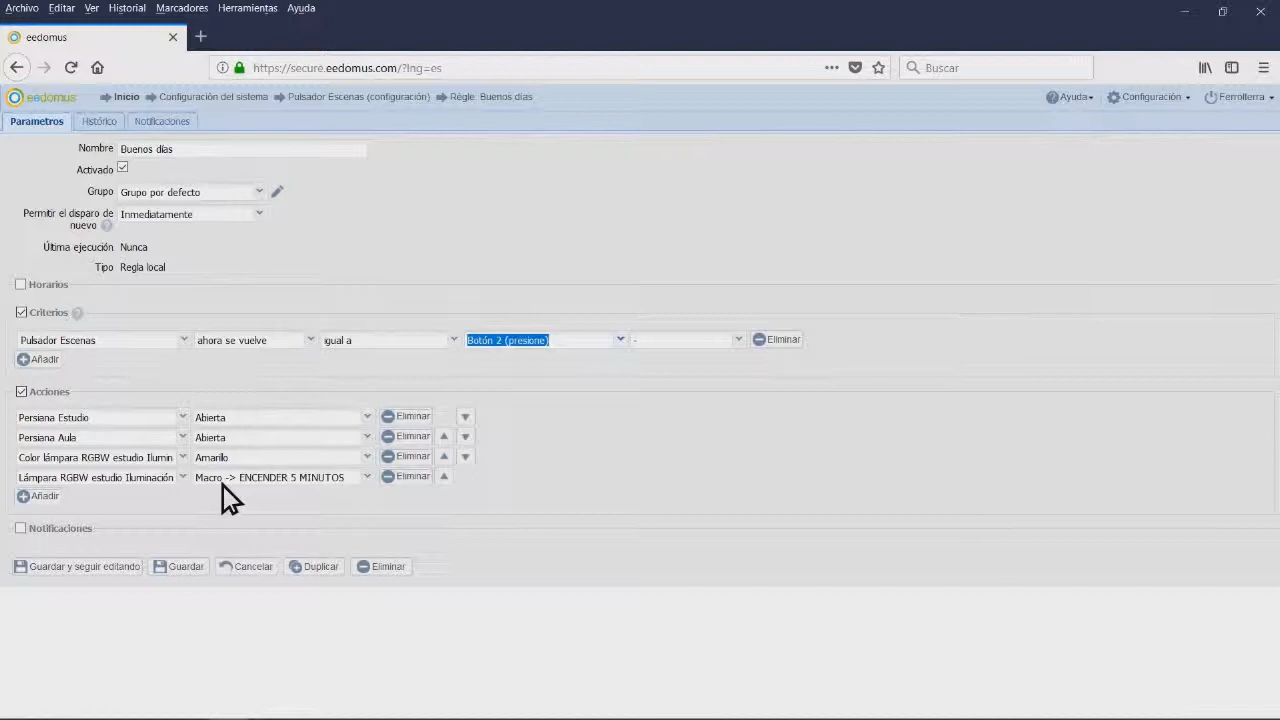 Archivo Editar Ver Historial Marcadores Herramientas Ayuda
eedomus
https://secure.eedomus.com/?lng=es Buscar
eedomus Inicio Configuración del sistema Pulsador Escenas (configuración) Règle: Buenos días Ayuda Configuración Ferrolterra
Parametros Histórico Notificaciones
Nombre Buenos días
Activado
Grupo Grupo por defecto
Permitir el disparo de nuevo Inmediatamente
Última ejecución Nunca
Tipo Regla local
Horarios
Criterios
Pulsador Escenas ahora se vuelve igual a Botón 2 (presione) - Eliminar
Añadir
Acciones
Persiana Estudio Abierta Eliminar
Persiana Aula Abierta Eliminar
Color lámpara RGBW estudio Ilumin Amarillo Eliminar
Lámpara RGBW estudio Iluminación Macro -> ENCENDER 5 MINUTOS Eliminar
Añadir
Notificaciones
Guardar y seguir editando Guardar Cancelar Duplicar Eliminar